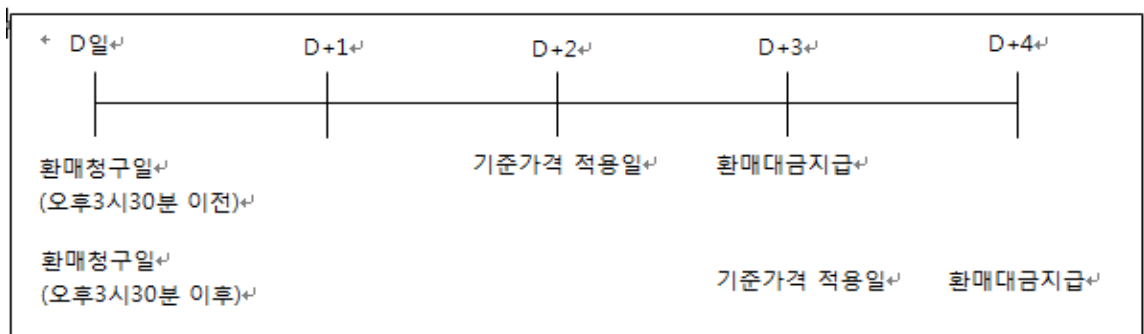 D일↵ D+1↵ D+2↵ D+3↵ D+4↵
환매청구일↵ 기준가격 적용일↵ 환매대금지급↵
(오후3시30분 이전)↵
환매청구일↵
(오후3시30분 이후)↵ 기준가격 적용일↵ 환매대금지급↵